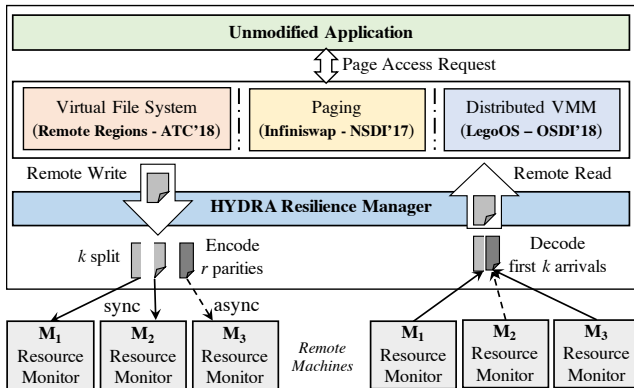 Unmodified Application
Page Access Request
Virtual File System
(Remote Regions - ATC'18)
Paging
(Infiniswap - NSDI'17)
Distributed VMM
(LegoOS – OSDI'18)
Remote Write
Remote Read
HYDRA Resilience Manager
k split
Encode
r parities
Decode
first k arrivals
sync
async
M1
Resource
Monitor
M2
Resource
Monitor
M3
Resource
Monitor
Remote
Machines
M1
Resource
Monitor
M2
Resource
Monitor
M3
Resource
Monitor